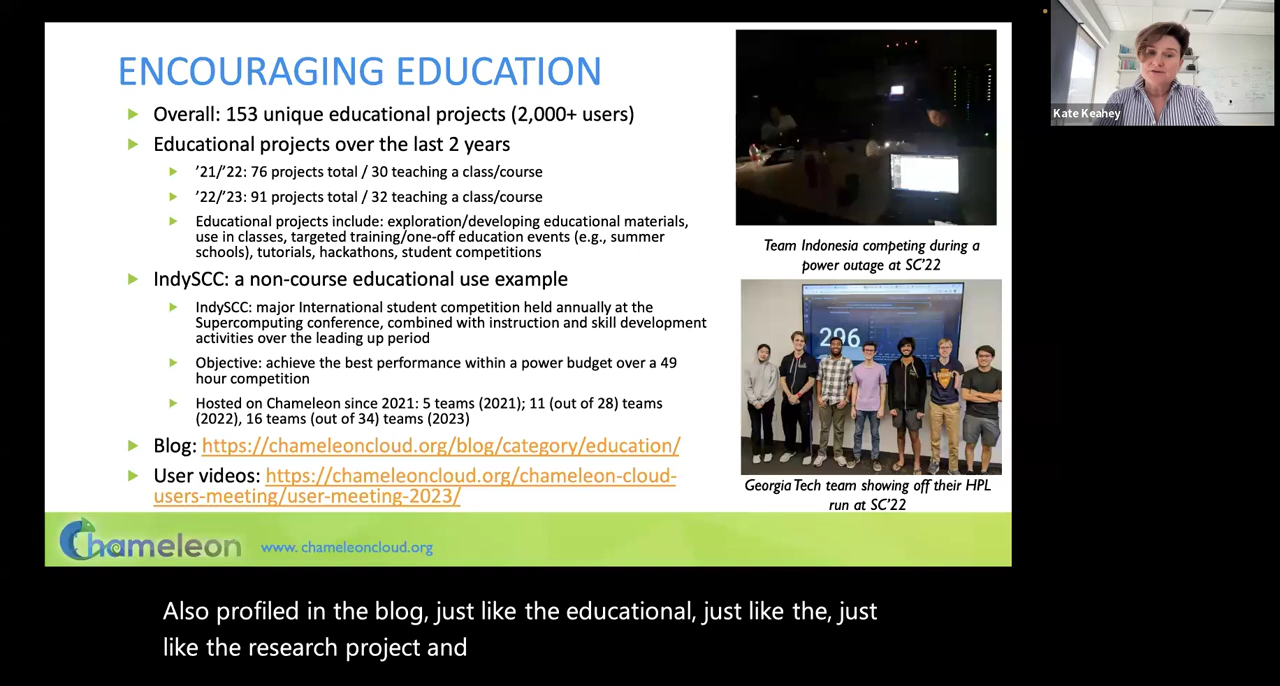 ENCOURAGING EDUCATION
Overall: 153 unique educational projects (2,000+ users)
Educational projects over the last 2 years
’21/’22: 76 projects total / 30 teaching a class/course
’22/’23: 91 projects total / 32 teaching a class/course
Educational projects include: exploration/developing educational materials,
use in classes, targeted training/one-off education events (e.g., summer
schools), tutorials, hackathons, student competitions
IndySCC: a non-course educational use example
IndySCC: major International student competition held annually at the
Supercomputing conference, combined with instruction and skill development
activities over the leading up period
Objective: achieve the best performance within a power budget over a 49
hour competition
Hosted on Chameleon since 2021: 5 teams (2021); 11 (out of 28) teams
(2022), 16 teams (out of 34) teams (2023)
Blog: https://chameleoncloud.org/blog/category/education/
User videos: https://chameleoncloud.org/chameleon-cloud-
users-meeting/user-meeting-2023/
Team Indonesia competing during a
power outage at SC’22
296
Georgia Tech team showing off their HPL
run at SC’22
Chameleon
www. chameleoncloud.org
Kate Keahey
Also profiled in the blog, just like the educational, just like the, just
like the research project and